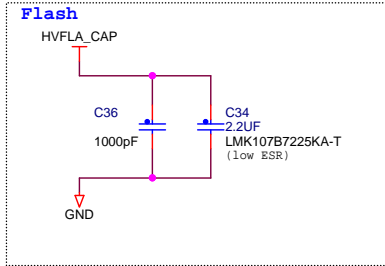 Flash
HVFLA_CAP
C36
1000pF
C34
2.2UF
LMK107B7225KA-T
(low ESR)
GND